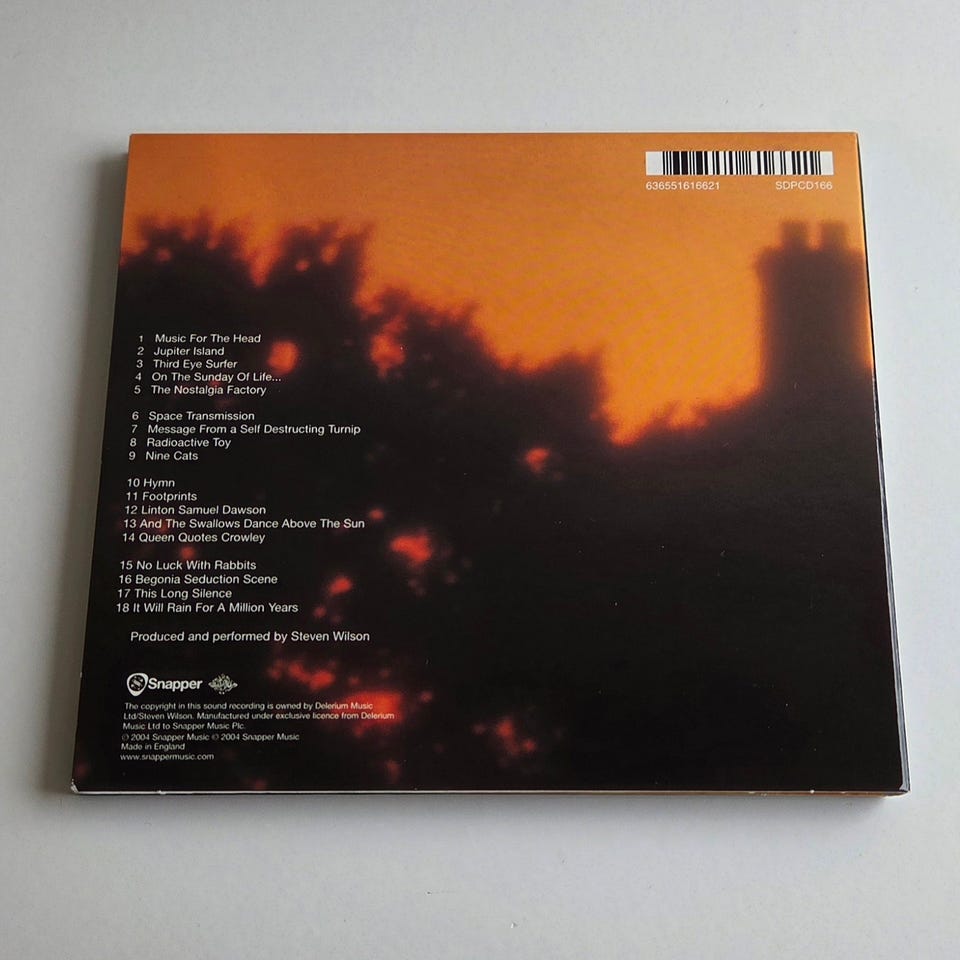 636551616621 SDPCD166
1 Music For The Head
2 Jupiter Island
3 Third Eye Surfer
4 On The Sunday Of Life...
5 The Nostalgia Factory
6 Space Transmission
7 Message From a Self Destructing Turnip
8 Radioactive Toy
9 Nine Cats
10 Hymn
11 Footprints
12 Linton Samuel Dawson
13 And The Swallows Dance Above The Sun
14 Queen Quotes Crowley
15 No Luck With Rabbits
16 Begonia Seduction Scene
17 This Long Silence
18 It Will Rain For A Million Years
Produced and performed by Steven Wilson
Snapper
The copyright in this sound recording is owned by Delerium Music
Ltd/Steven Wilson. Manufactured under exclusive licence from Delerium
Music Ltd to Snapper Music Plc.
℗ 2004 Snapper Music © 2004 Snapper Music
Made in England
www.snappermusic.com